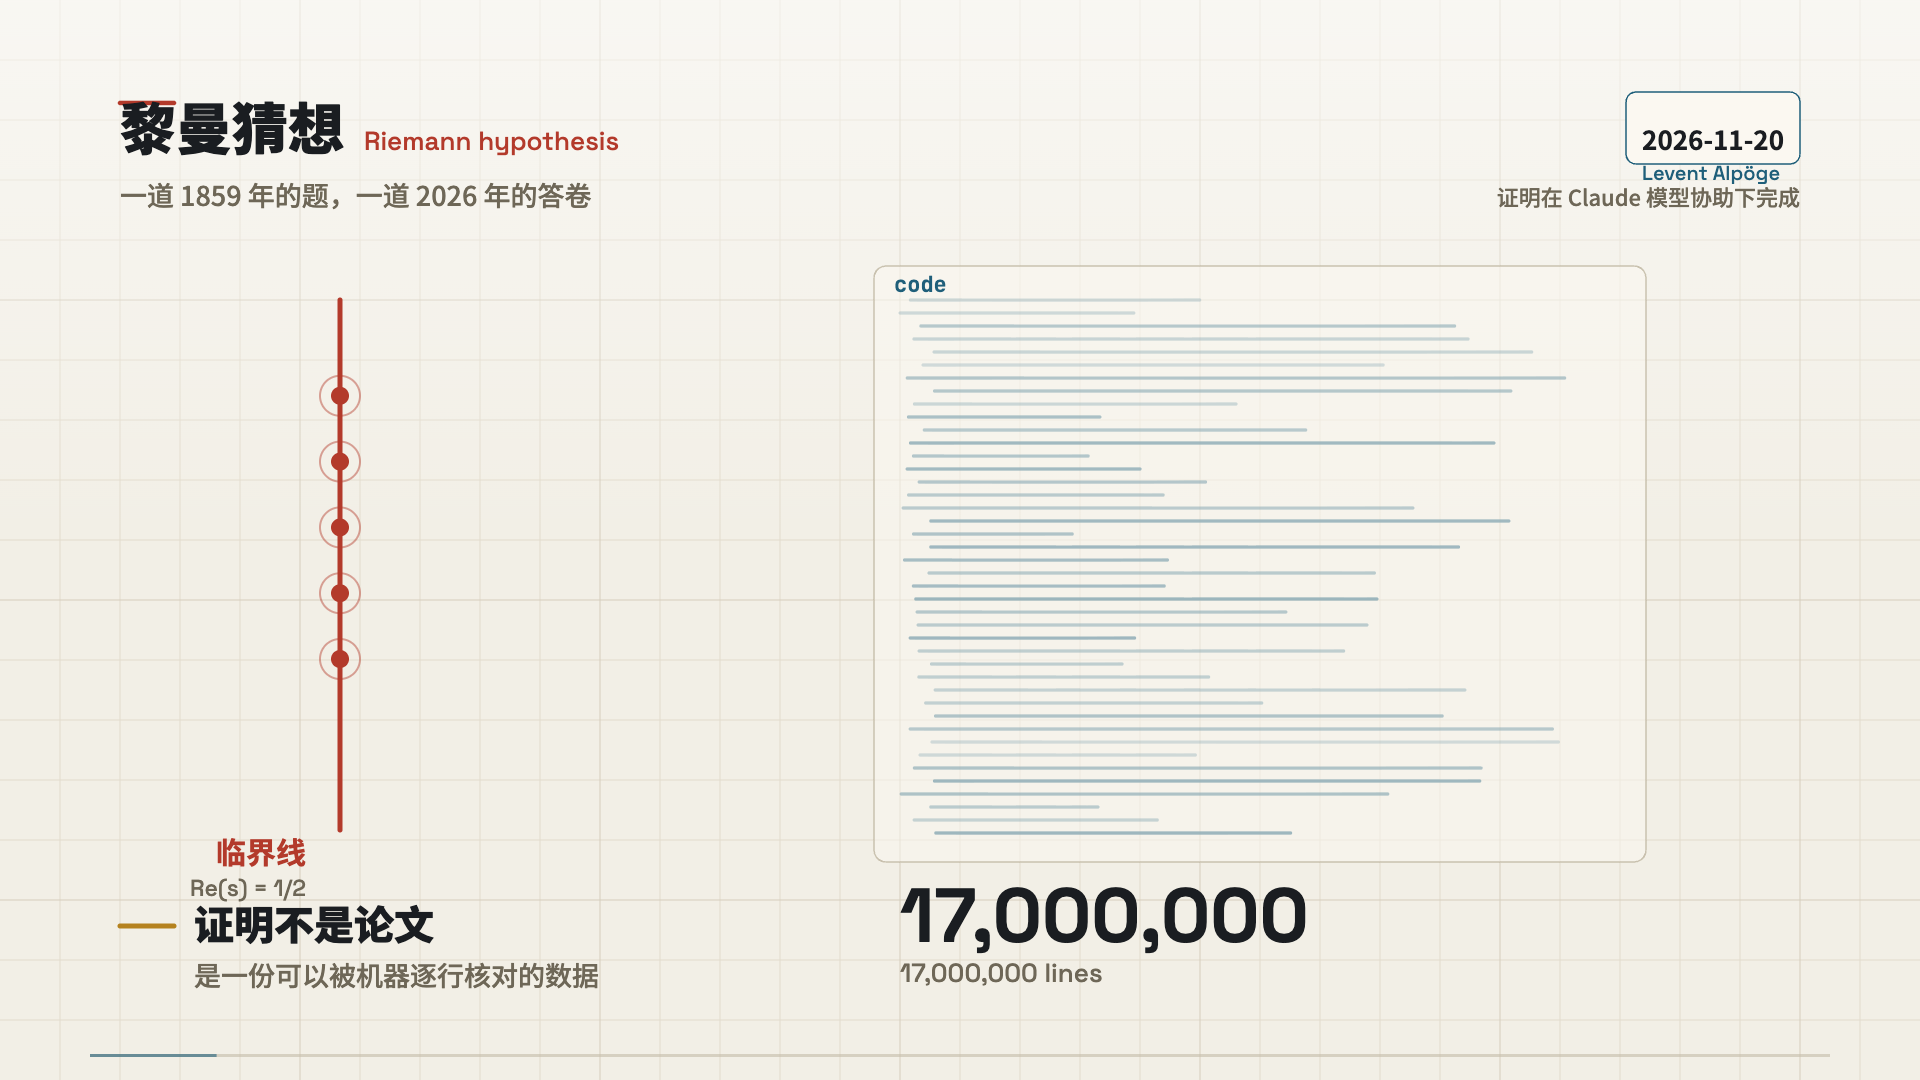 黎曼猜想 Riemann hypothesis
一道 1859 年的题，一道 2026 年的答卷
2026-11-20
Levent Alpöge
证明在 Claude 模型协助下完成
code
临界线
Re(s) = 1/2
证明不是论文
是一份可以被机器逐行核对的数据
17,000,000
17,000,000 lines